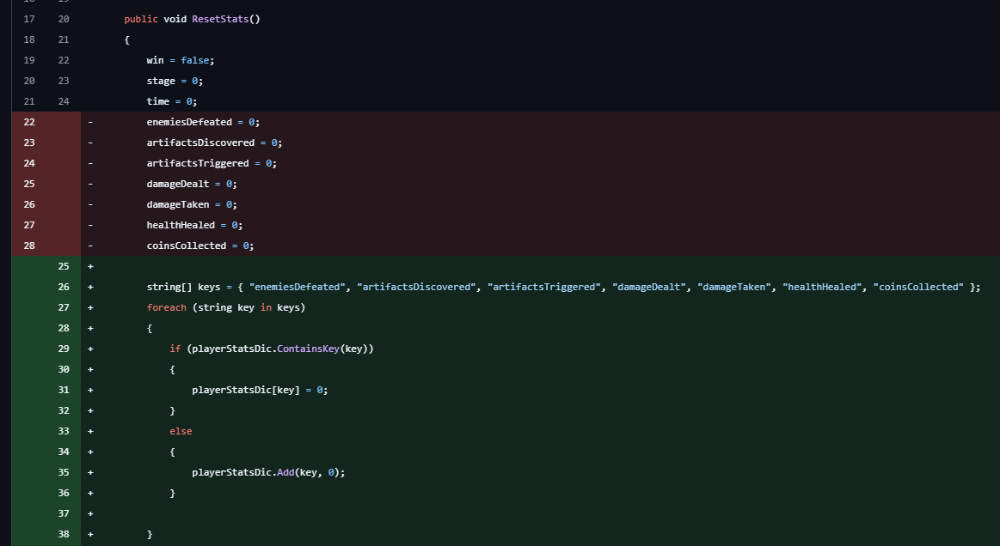 17 20 public void ResetStats()
18 21 {
19 22 win = false;
20 23 stage = 0;
21 24 time = 0;
22 - enemiesDefeated = 0;
23 - artifactsDiscovered = 0;
24 - artifactsTriggered = 0;
25 - damageDealt = 0;
26 - damageTaken = 0;
27 - healthHealed = 0;
28 - coinsCollected = 0;
25 +
26 + string[] keys = { "enemiesDefeated", "artifactsDiscovered", "artifactsTriggered", "damageDealt", "damageTaken", "healthHealed", "coinsCollected" };
27 + foreach (string key in keys)
28 + {
29 + if (playerStatsDic.ContainsKey(key))
30 + {
31 + playerStatsDic[key] = 0;
32 + }
33 + else
34 + {
35 + playerStatsDic.Add(key, 0);
36 + }
37 +
38 + }